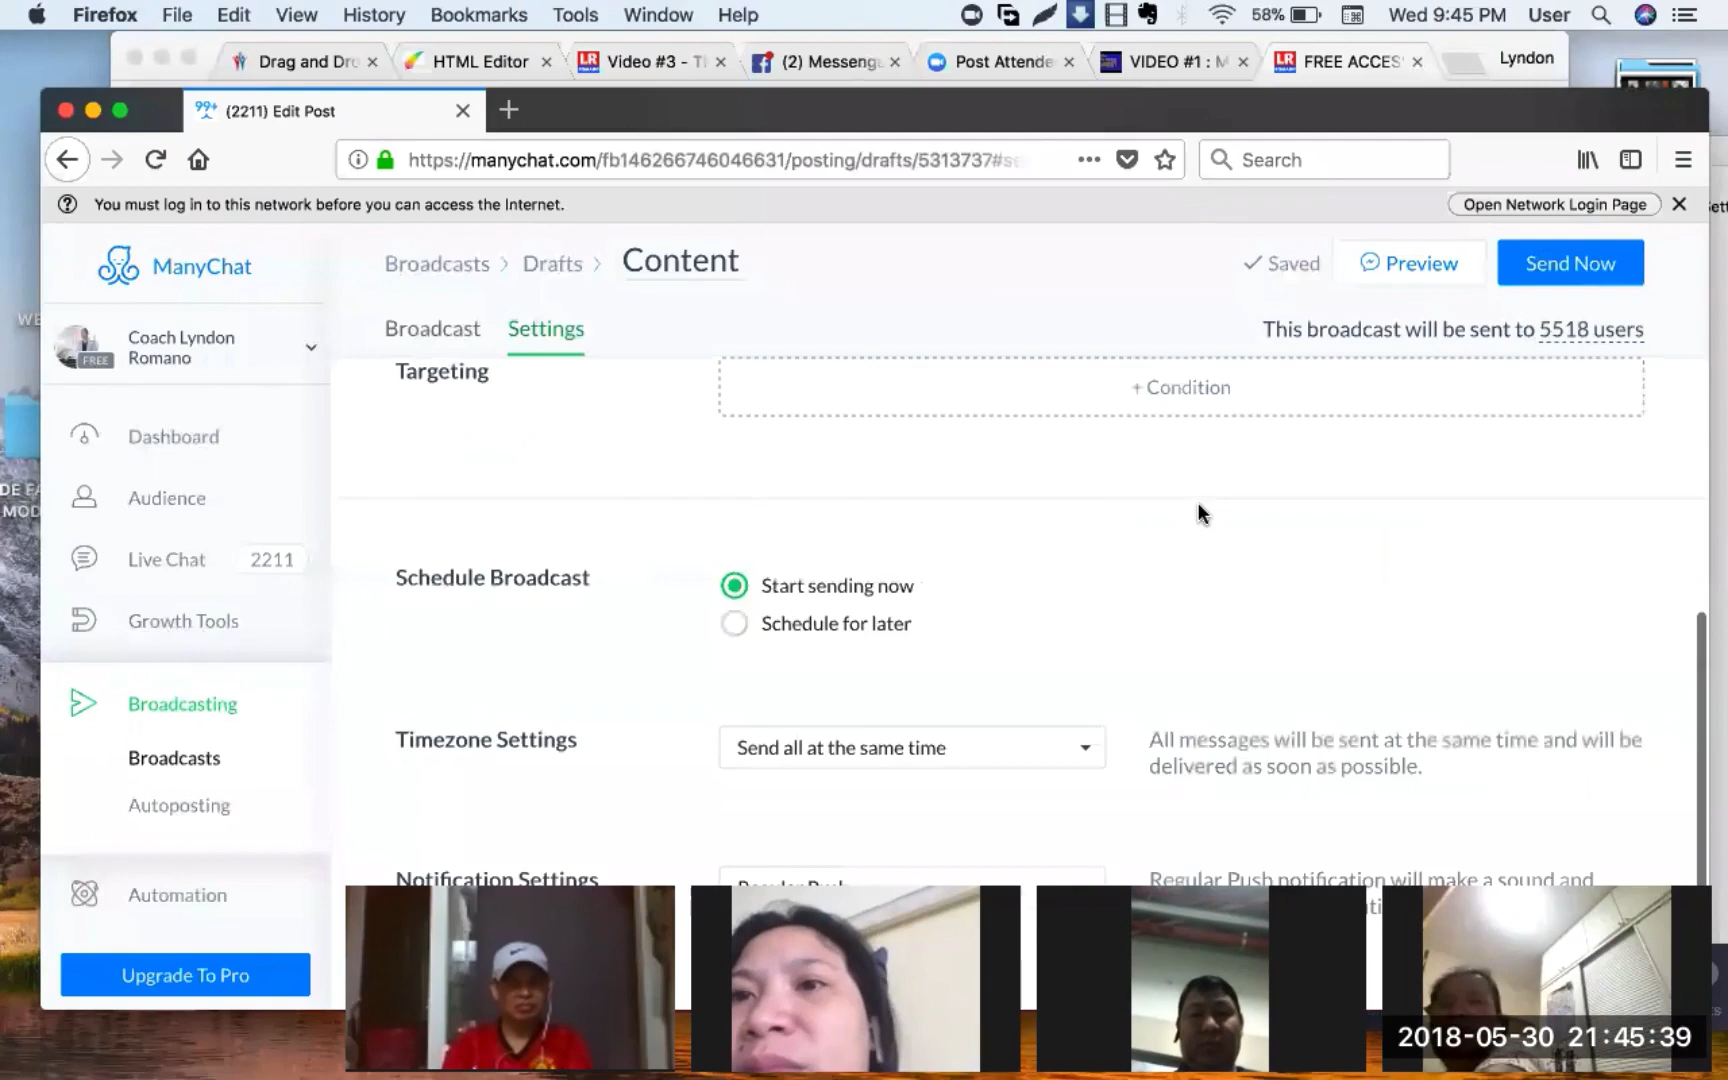 Firefox File Edit View History Bookmarks Tools Window Help 58% Wed 9:45 PM User
Drag and Dro HTML Editor LR Video #3 - T (2) Messeng Post Attende VIDEO #1 : M LR FREE ACCES Lyndon
99+ (2211) Edit Post
https://manychat.com/fb146266746046631/posting/drafts/5313737#se Search
You must log in to this network before you can access the Internet. Open Network Login Page
ManyChat Broadcasts > Drafts > Content Saved Preview Send Now
Coach Lyndon
Romano
FREE
Broadcast Settings This broadcast will be sent to 5518 users
Targeting + Condition
Dashboard
Audience
Live Chat 2211
Growth Tools
Schedule Broadcast Start sending now
Schedule for later
Broadcasting
Broadcasts
Autoposting
Timezone Settings Send all at the same time All messages will be sent at the same time and will be
delivered as soon as possible.
Automation
Notification Settings Regular Push Regular Push notification will make a sound and
Upgrade To Pro
2018-05-30 21:45:39